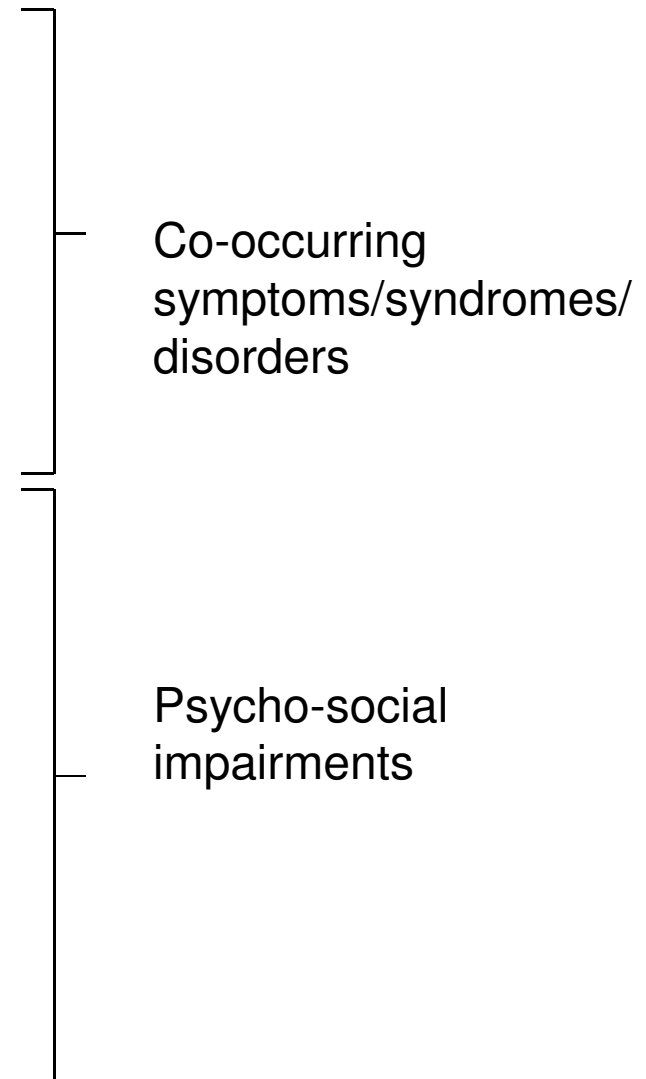 Co-occurring
symptoms/syndromes/
disorders
Psycho-social
impairments